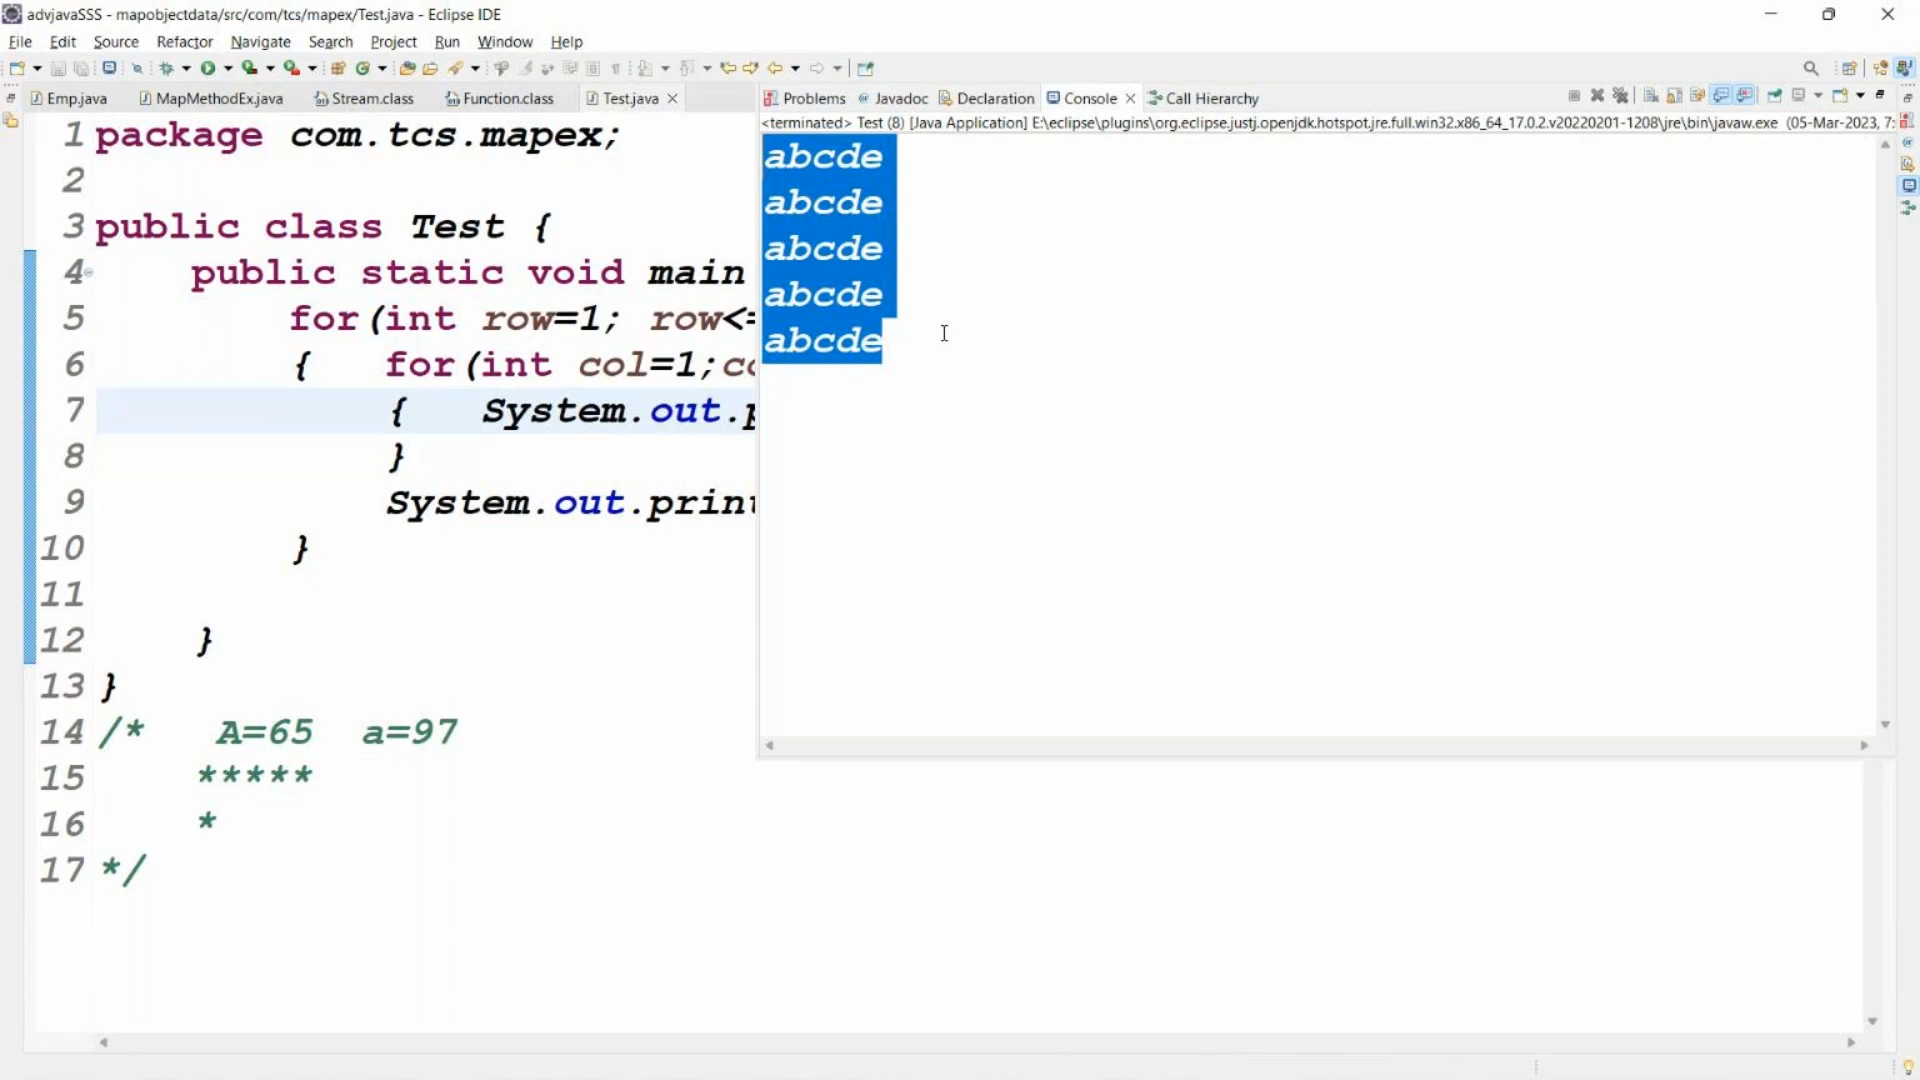 advjavaSSS - mapobjectdata/src/com/tcs/mapex/Test.java - Eclipse IDE
File Edit Source Refactor Navigate Search Project Run Window Help
Emp.java MapMethodEx.java Stream.class Function.class Test.java
1 package com.tcs.mapex;
2
3 public class Test {
4 public static void main
5 for(int row=1; row<=
6 { for(int col=1;co
7 { System.out.p
8 }
9 System.out.print
10 }
11
12 }
13 }
14 /* A=65 a=97
15 *****
16 *
17 */
Problems Javadoc Declaration Console Call Hierarchy
<terminated> Test (8) [Java Application] E:\eclipse\plugins\org.eclipse.justj.openjdk.hotspot.jre.full.win32.x86_64_17.0.2.v20220201-1208\jre\bin\javaw.exe (05-Mar-2023, 7:
abcde
abcde
abcde
abcde
abcde